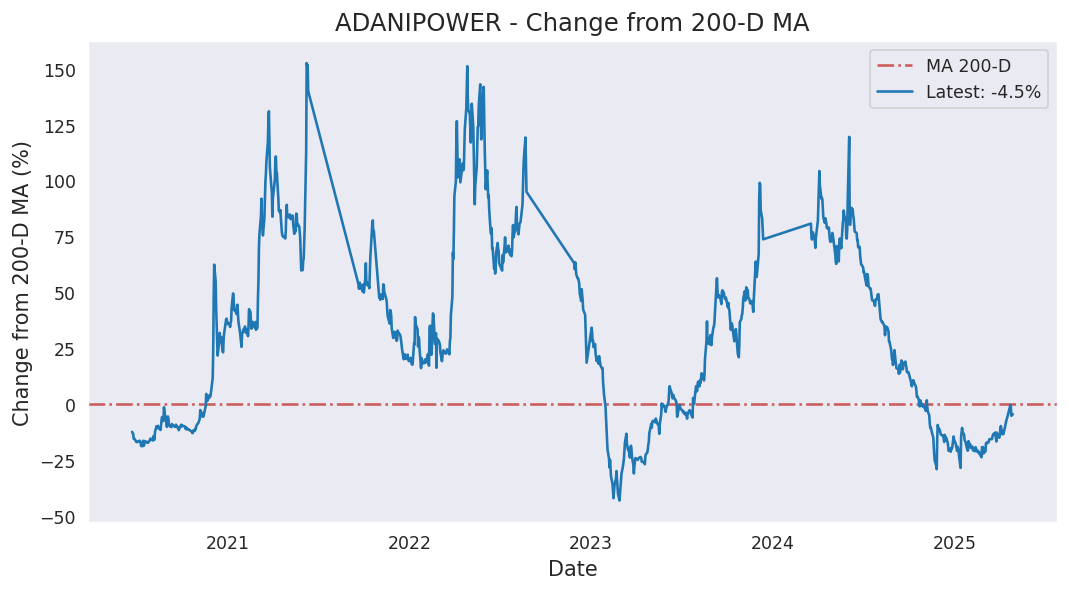 ADANIPOWER - Change from 200-D MA
MA 200-D
Latest: -4.5%
Change from 200-D MA (%)
150
125
100
75
50
25
0
−25
−50
2021
2022
2023
2024
2025
Date